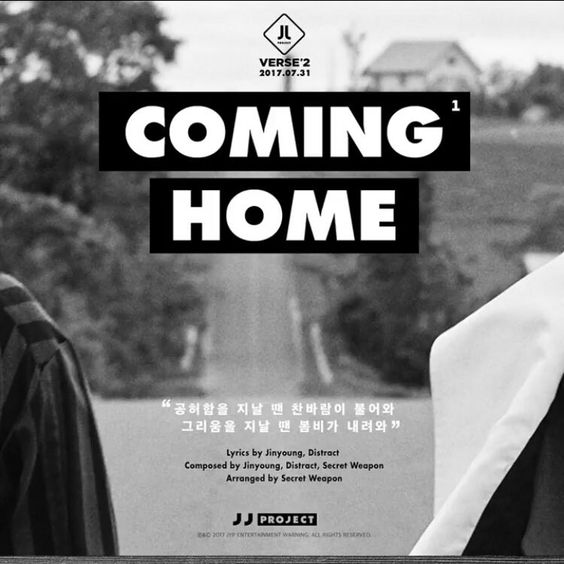 JJ
PROJECT
VERSE'2
2017.07.31
COMING 1
HOME
“공허함을 지날 땐 찬바람이 불어와
그리움을 지날 땐 봄비가 내려와”
Lyrics by Jinyoung, Distract
Composed by Jinyoung, Distract, Secret Weapon
Arranged by Secret Weapon
JJ PROJECT
℗&© 2017 JYP ENTERTAINMENT WARNING: ALL RIGHTS RESERVED.